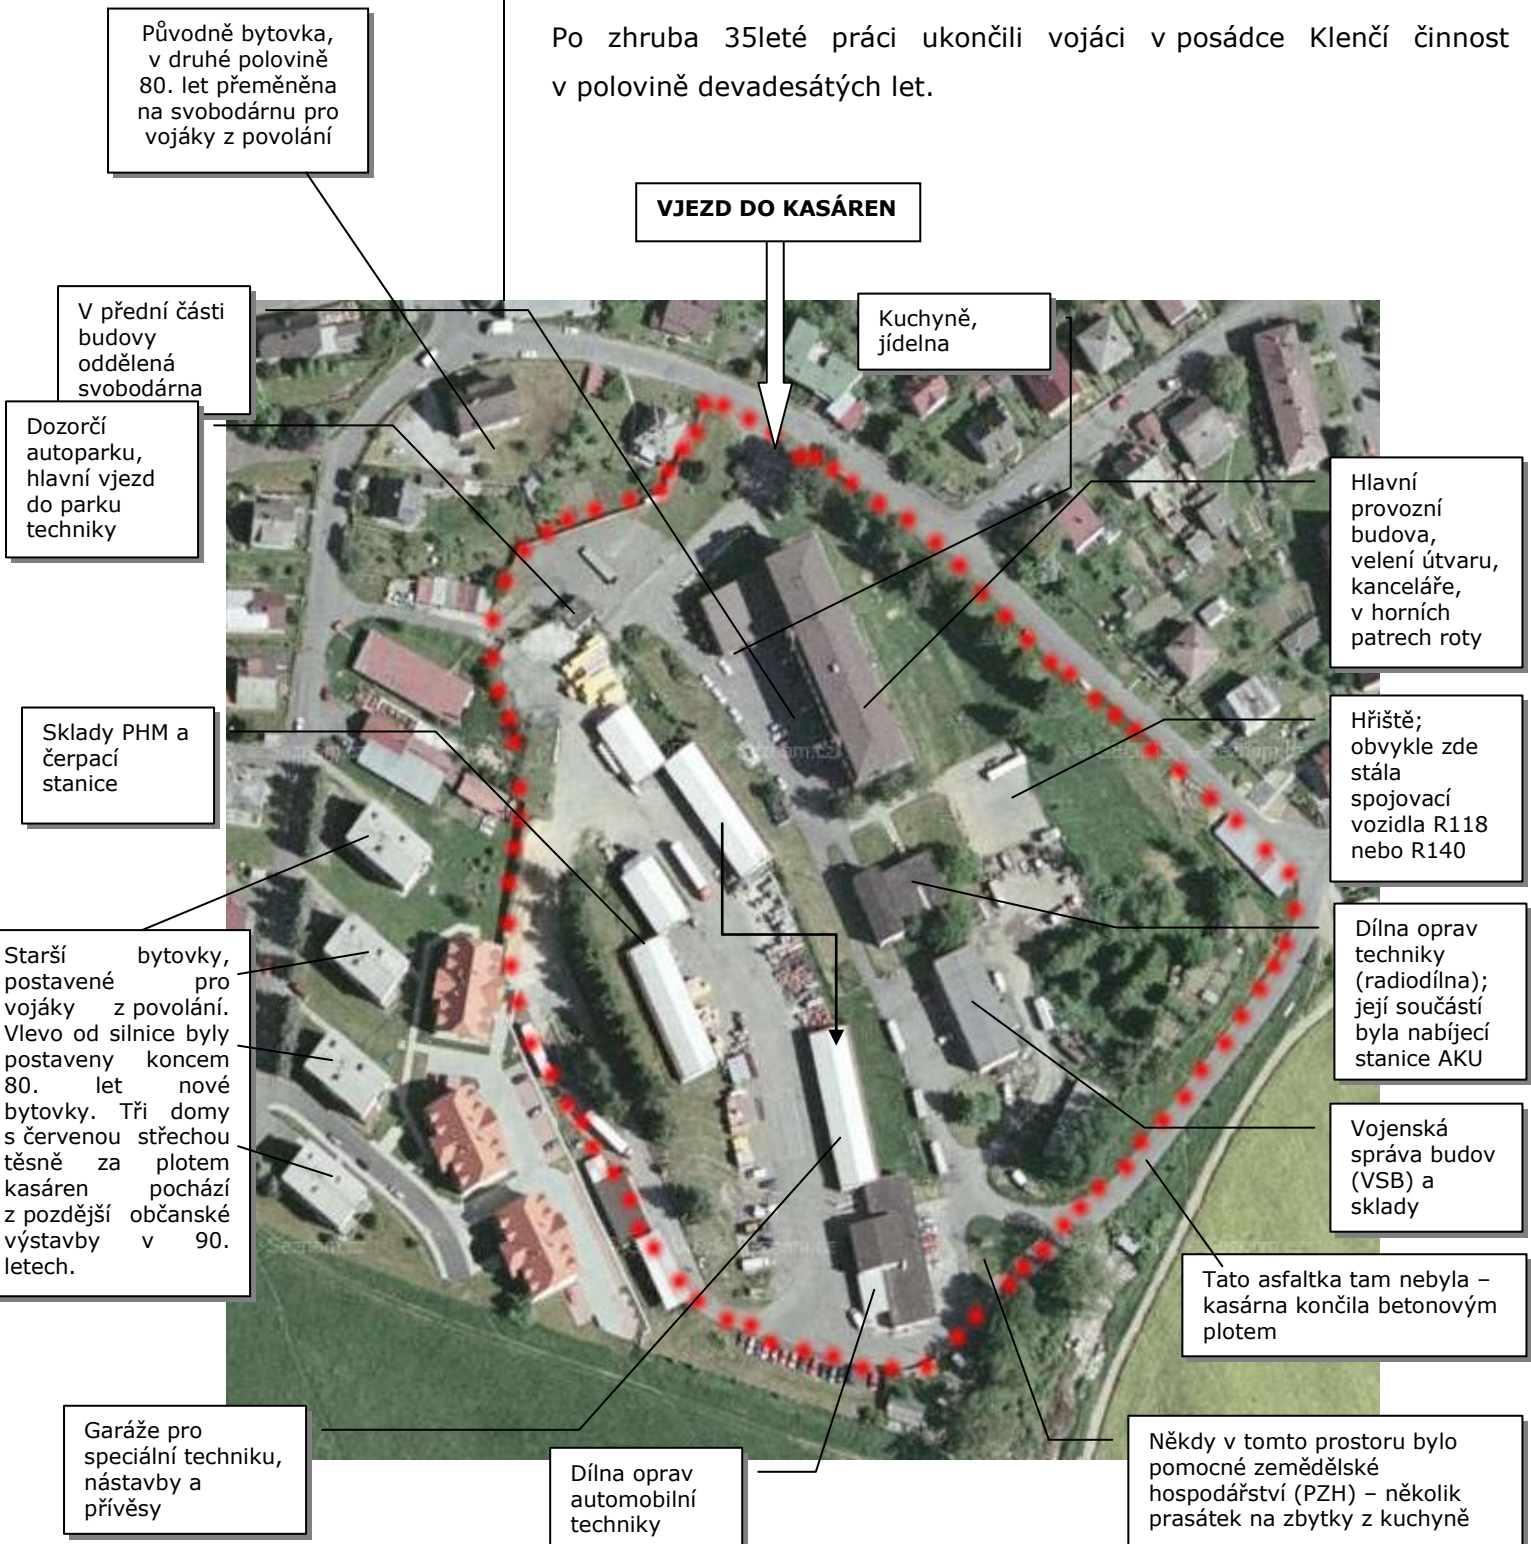 Původně bytovka,
v druhé polovině
80. let přeměněna
na svobodárnu pro
vojáky z povolání
Po zhruba 35leté práci ukončili vojáci v posádce Klenčí činnost
v polovině devadesátých let.
VJEZD DO KASÁREN
V přední části
budovy
oddělená
svobodárna
Kuchyně,
jídelna
Dozorčí
autoparku,
hlavní vjezd
do parku
techniky
Hlavní
provozní
budova,
velení útvaru,
kanceláře,
v horních
patrech roty
Sklady PHM a
čerpací
stanice
Hřiště;
obvykle zde
stála
spojovací
vozidla R118
nebo R140
Starší bytovky,
postavené pro
vojáky z povolání.
Vlevo od silnice byly
postaveny koncem
80. let nové
bytovky. Tři domy
s červenou střechou
těsně za plotem
kasáren pochází
z pozdější občanské
výstavby v 90.
letech.
Dílna oprav
techniky
(radiodílna);
její součástí
byla nabíjecí
stanice AKU
Vojenská
správa budov
(VSB) a
sklady
Tato asfaltka tam nebyla –
kasárna končila betonovým
plotem
Garáže pro
speciální techniku,
nástavby a
přívěsy
Dílna oprav
automobilní
techniky
Někdy v tomto prostoru bylo
pomocné zemědělské
hospodářství (PZH) – několik
prasátek na zbytky z kuchyně